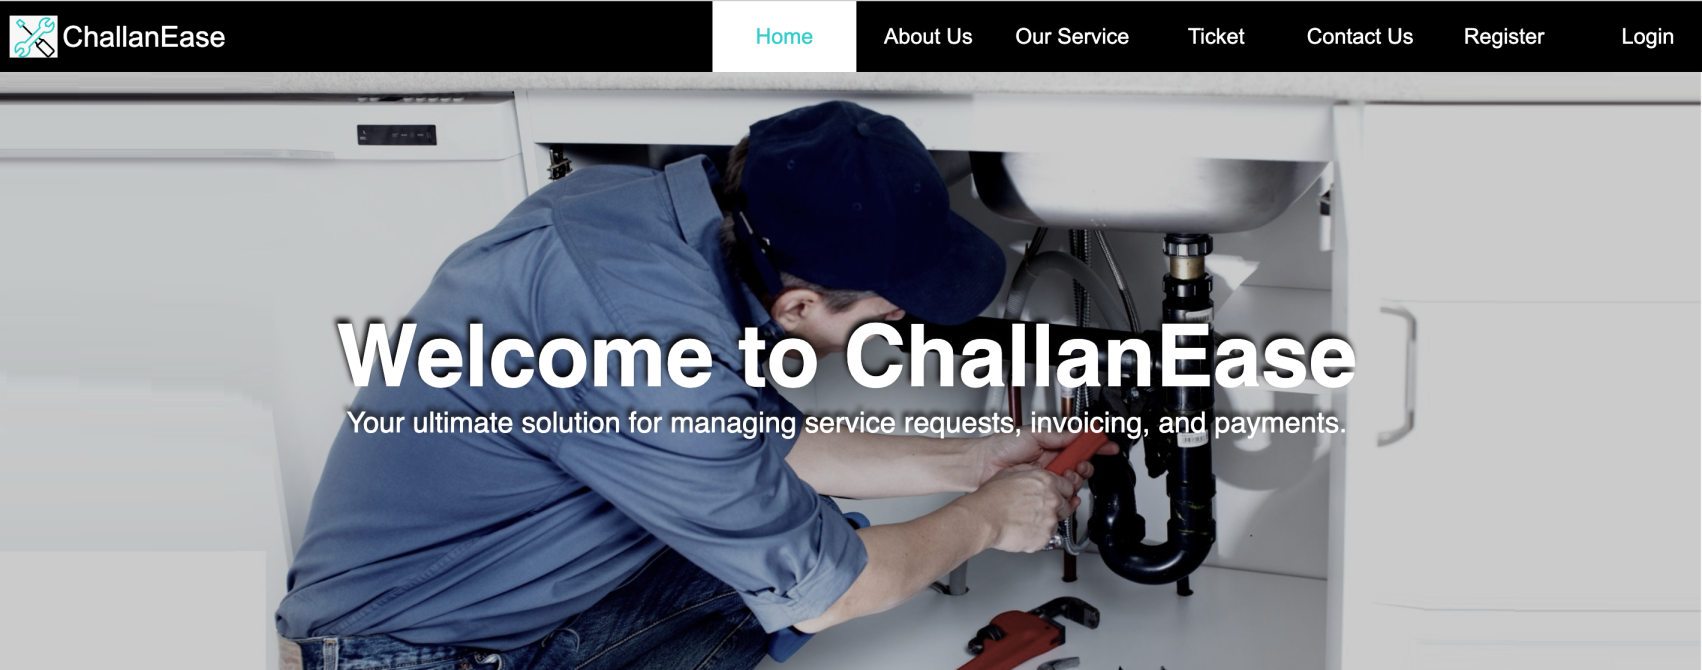 ChallanEase
Home
About Us
Our Service
Ticket
Contact Us
Register
Login
Welcome to ChallanEase
Your ultimate solution for managing service requests, invoicing, and payments.